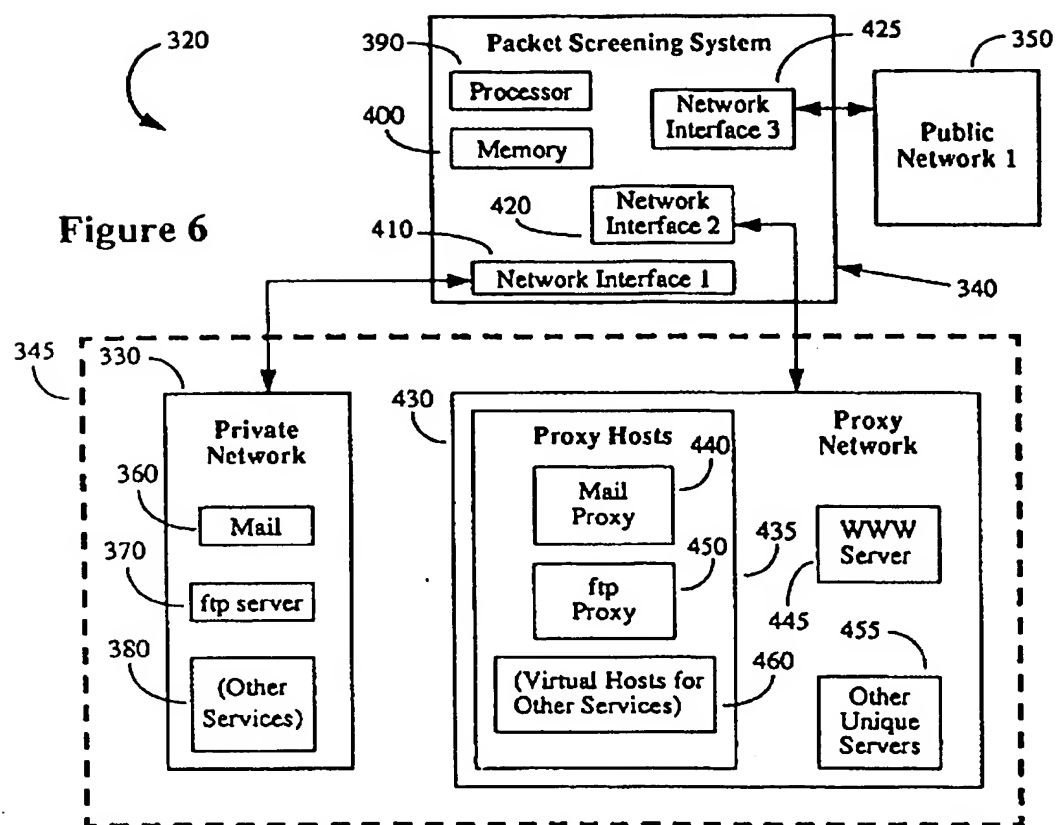 320
390
Packet Screening System
425
350
Processor
400
Memory
Network
Interface 3
Public
Network 1
Figure 6
420
Network
Interface 2
410
Network Interface 1
340
345
330
Private
Network
360
Mail
370
ftp server
380
(Other
Services)
430
Proxy Hosts
440
Mail
Proxy
450
ftp
Proxy
435
(Virtual Hosts for
Other Services)
460
Proxy
Network
WWW
Server
445
455
Other
Unique
Servers